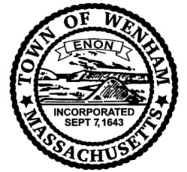 TOWN OF WENHAM
ENON
INCORPORATED
SEPT 7, 1643
MASSACHUSETTS